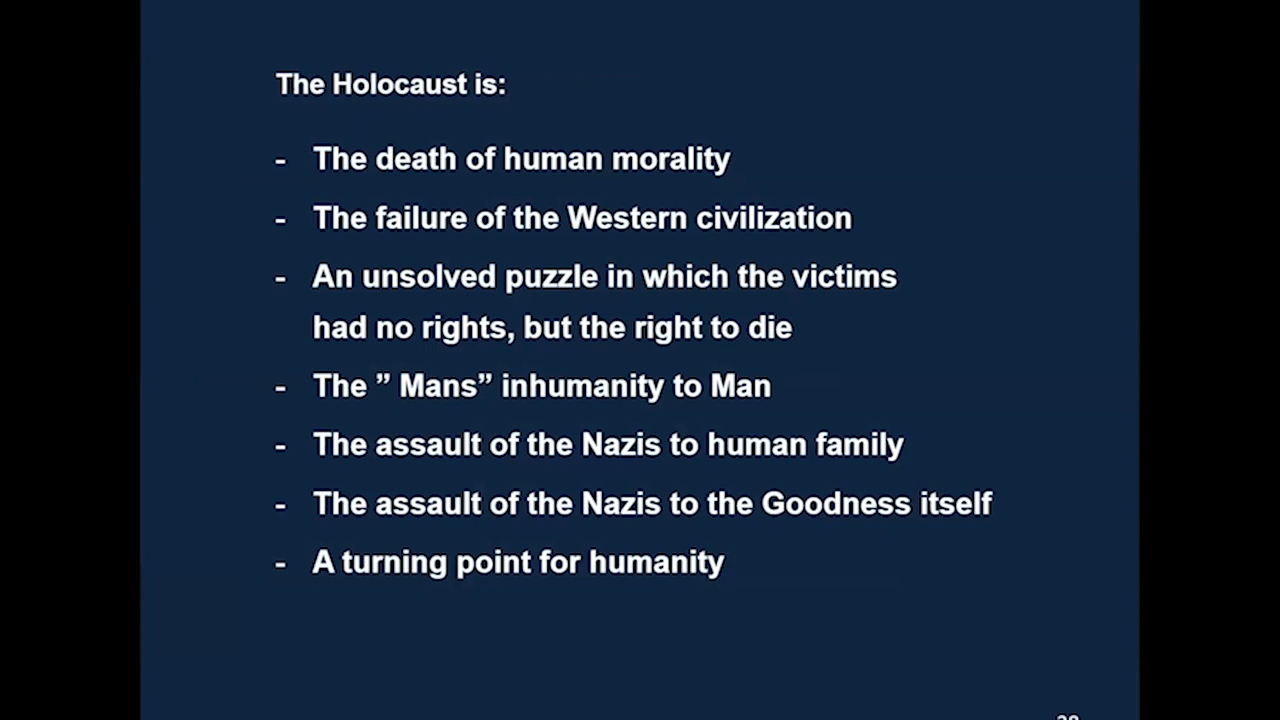 The Holocaust is:
- The death of human morality
- The failure of the Western civilization
- An unsolved puzzle in which the victims
had no rights, but the right to die
- The ” Mans” inhumanity to Man
- The assault of the Nazis to human family
- The assault of the Nazis to the Goodness itself
- A turning point for humanity